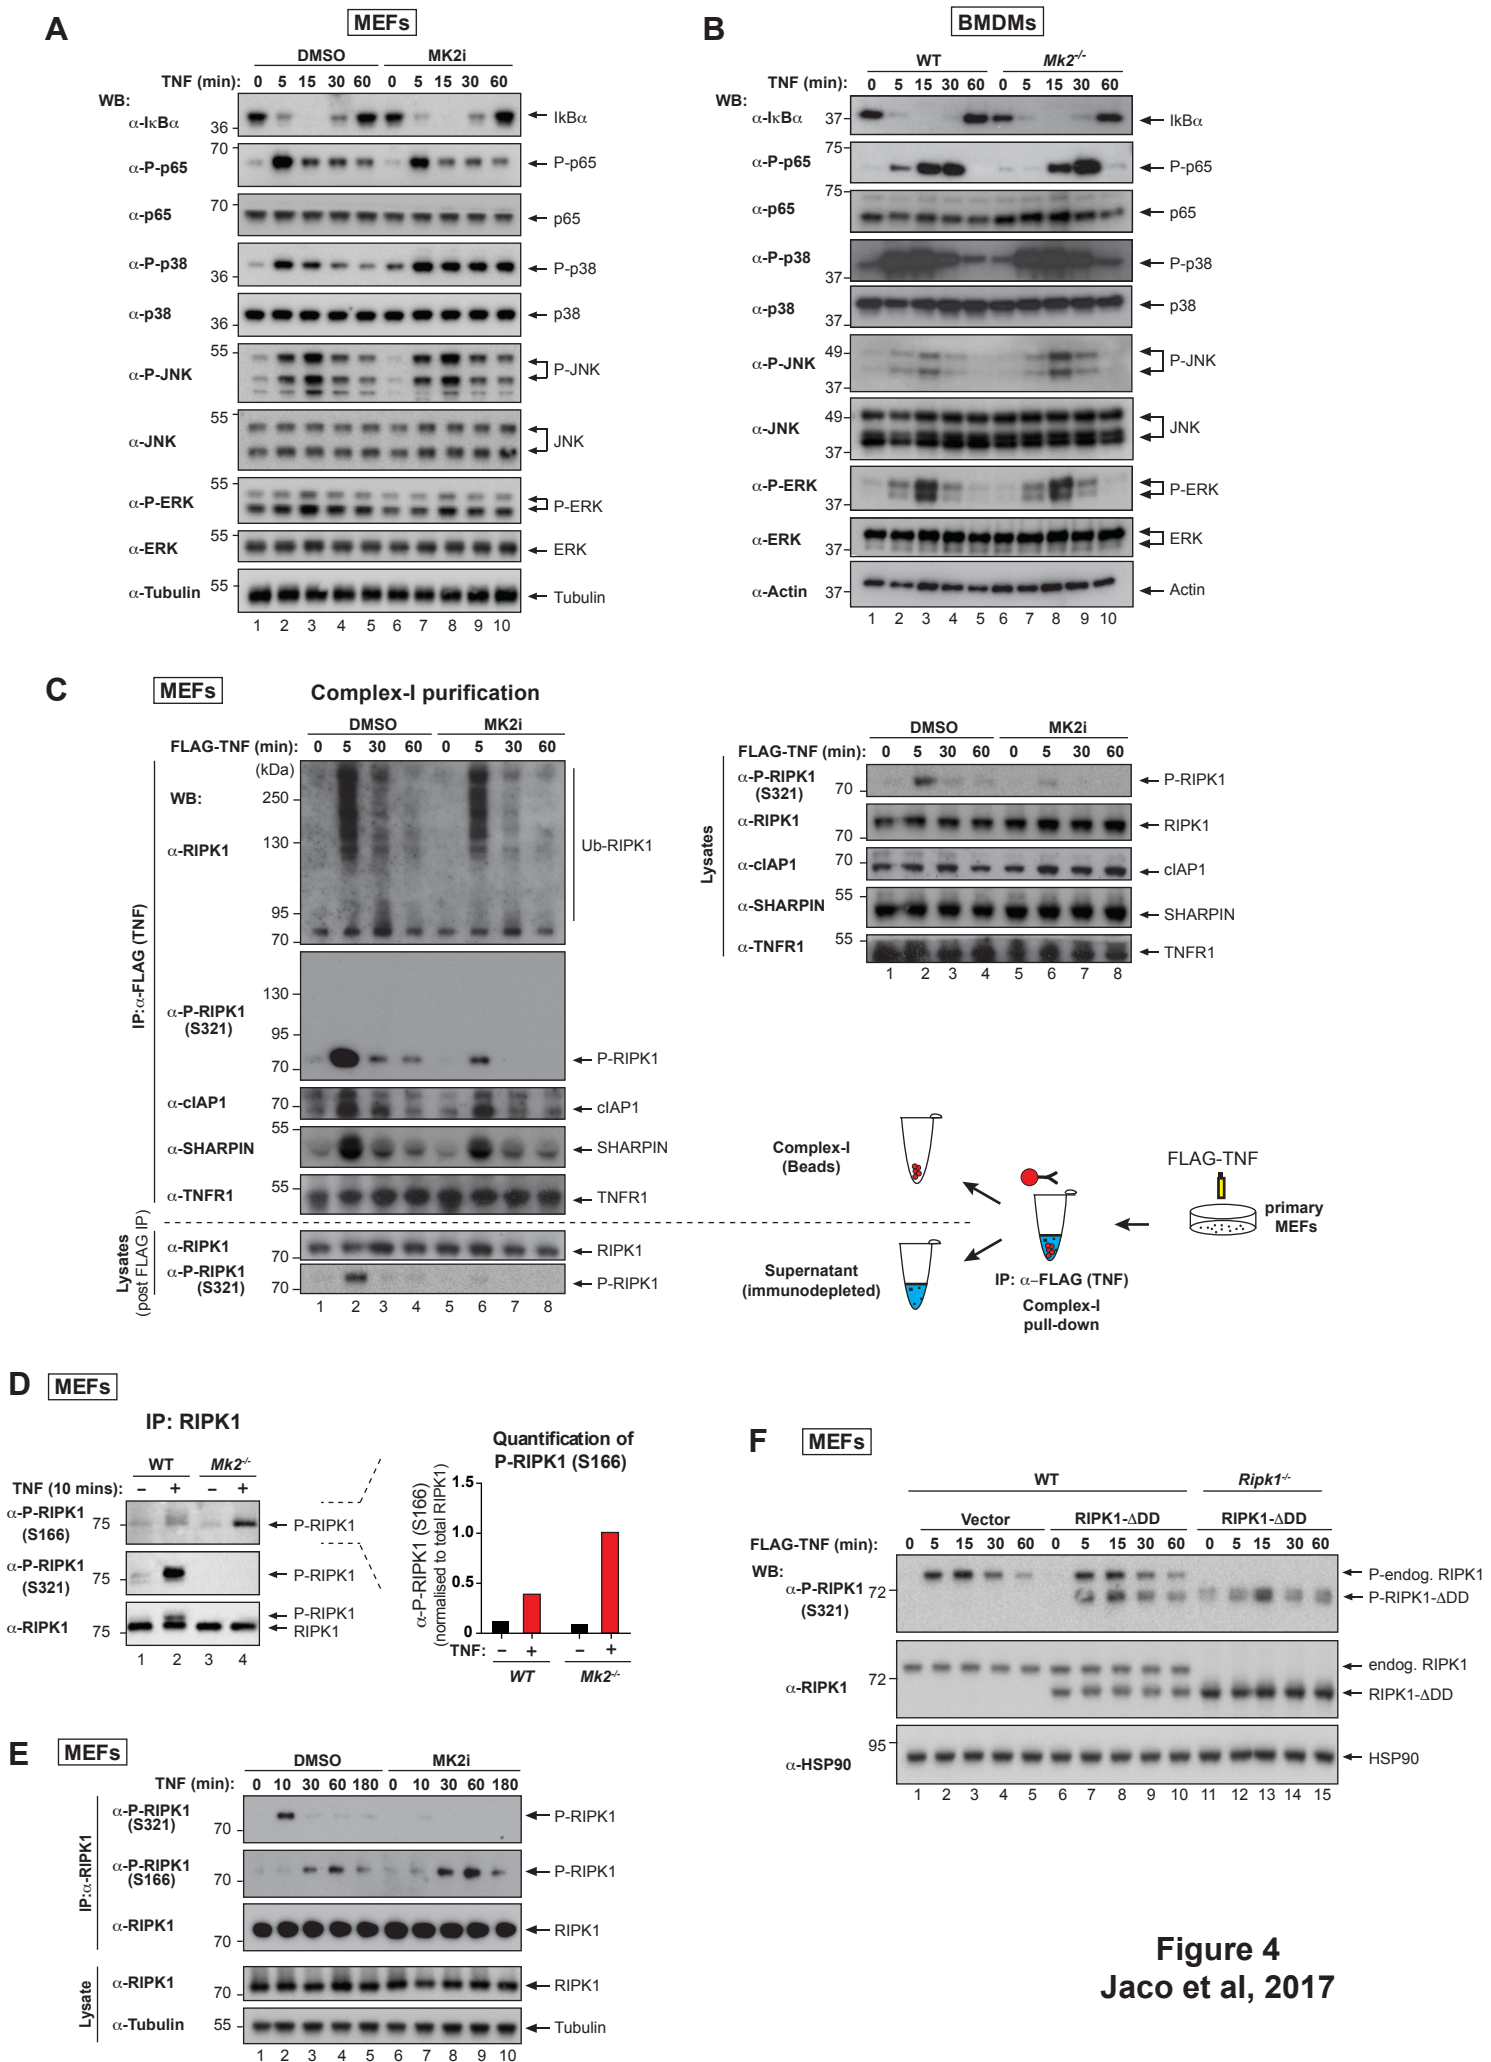 A
MEFs
DMSO MK2i
TNF (min): 0 5 15 30 60 0 5 15 30 60
WB:
α-IκBα 36 IkBα
70
α-P-p65 P-p65
70
α-p65 p65
α-P-p38 36 P-p38
α-p38 36 p38
55
α-P-JNK P-JNK
55
α-JNK JNK
55
α-P-ERK P-ERK
55
α-ERK ERK
55
α-Tubulin Tubulin
1 2 3 4 5 6 7 8 9 10
B
BMDMs
WT Mk2-/-
TNF (min): 0 5 15 30 60 0 5 15 30 60
WB:
α-IκBα 37 IkBα
75
α-P-p65 P-p65
75
α-p65 p65
α-P-p38 37 P-p38
α-p38 37 p38
49
α-P-JNK P-JNK
37
49
α-JNK JNK
37
α-P-ERK 37 P-ERK
α-ERK 37 ERK
α-Actin 37 Actin
1 2 3 4 5 6 7 8 9 10
C
MEFs Complex-I purification
DMSO MK2i
FLAG-TNF (min): 0 5 30 60 0 5 30 60
(kDa)
WB: 250
130
α-RIPK1 Ub-RIPK1
95
70
IP:α-FLAG (TNF)
130
α-P-RIPK1
(S321)
95
70 P-RIPK1
α-cIAP1 70 cIAP1
55
α-SHARPIN SHARPIN
55
α-TNFR1 TNFR1
Lysates
(post FLAG IP)
α-RIPK1 70 RIPK1
α-P-RIPK1
(S321) 70 P-RIPK1
1 2 3 4 5 6 7 8
DMSO MK2i
FLAG-TNF (min): 0 5 30 60 0 5 30 60
Lysates
α-P-RIPK1
(S321) 70 P-RIPK1
α-RIPK1 70 RIPK1
α-cIAP1 70 cIAP1
55
α-SHARPIN SHARPIN
55
α-TNFR1 TNFR1
1 2 3 4 5 6 7 8
Complex-I
(Beads)
FLAG-TNF
primary
MEFs
Supernatant
(immunodepleted)
IP: α–FLAG (TNF)
Complex-I
pull-down
D
MEFs
IP: RIPK1
WT Mk2-/-
TNF (10 mins): – + – +
α-P-RIPK1
(S166) 75 P-RIPK1
α-P-RIPK1
(S321) 75 P-RIPK1
P-RIPK1
α-RIPK1 75 RIPK1
1 2 3 4
Quantification of
P-RIPK1 (S166)
α-P-RIPK1 (S166)
(normalised to total RIPK1)
1.5
1.0
0.5
0
TNF: – + – +
WT Mk2-/-
E
MEFs
DMSO MK2i
TNF (min): 0 10 30 60 180 0 10 30 60 180
IP:α-RIPK1
α-P-RIPK1
(S321) 70 P-RIPK1
α-P-RIPK1
(S166) 70 P-RIPK1
α-RIPK1 70 RIPK1
Lysate
α-RIPK1 70 RIPK1
α-Tubulin 55 Tubulin
1 2 3 4 5 6 7 8 9 10
F
MEFs
WT Ripk1-/-
Vector RIPK1-ΔDD RIPK1-ΔDD
FLAG-TNF (min): 0 5 15 30 60 0 5 15 30 60 0 5 15 30 60
WB:
α-P-RIPK1
(S321) 72 P-endog. RIPK1
P-RIPK1-ΔDD
α-RIPK1 72 endog. RIPK1
RIPK1-ΔDD
95
α-HSP90 HSP90
1 2 3 4 5 6 7 8 9 10 11 12 13 14 15
Figure 4
Jaco et al, 2017